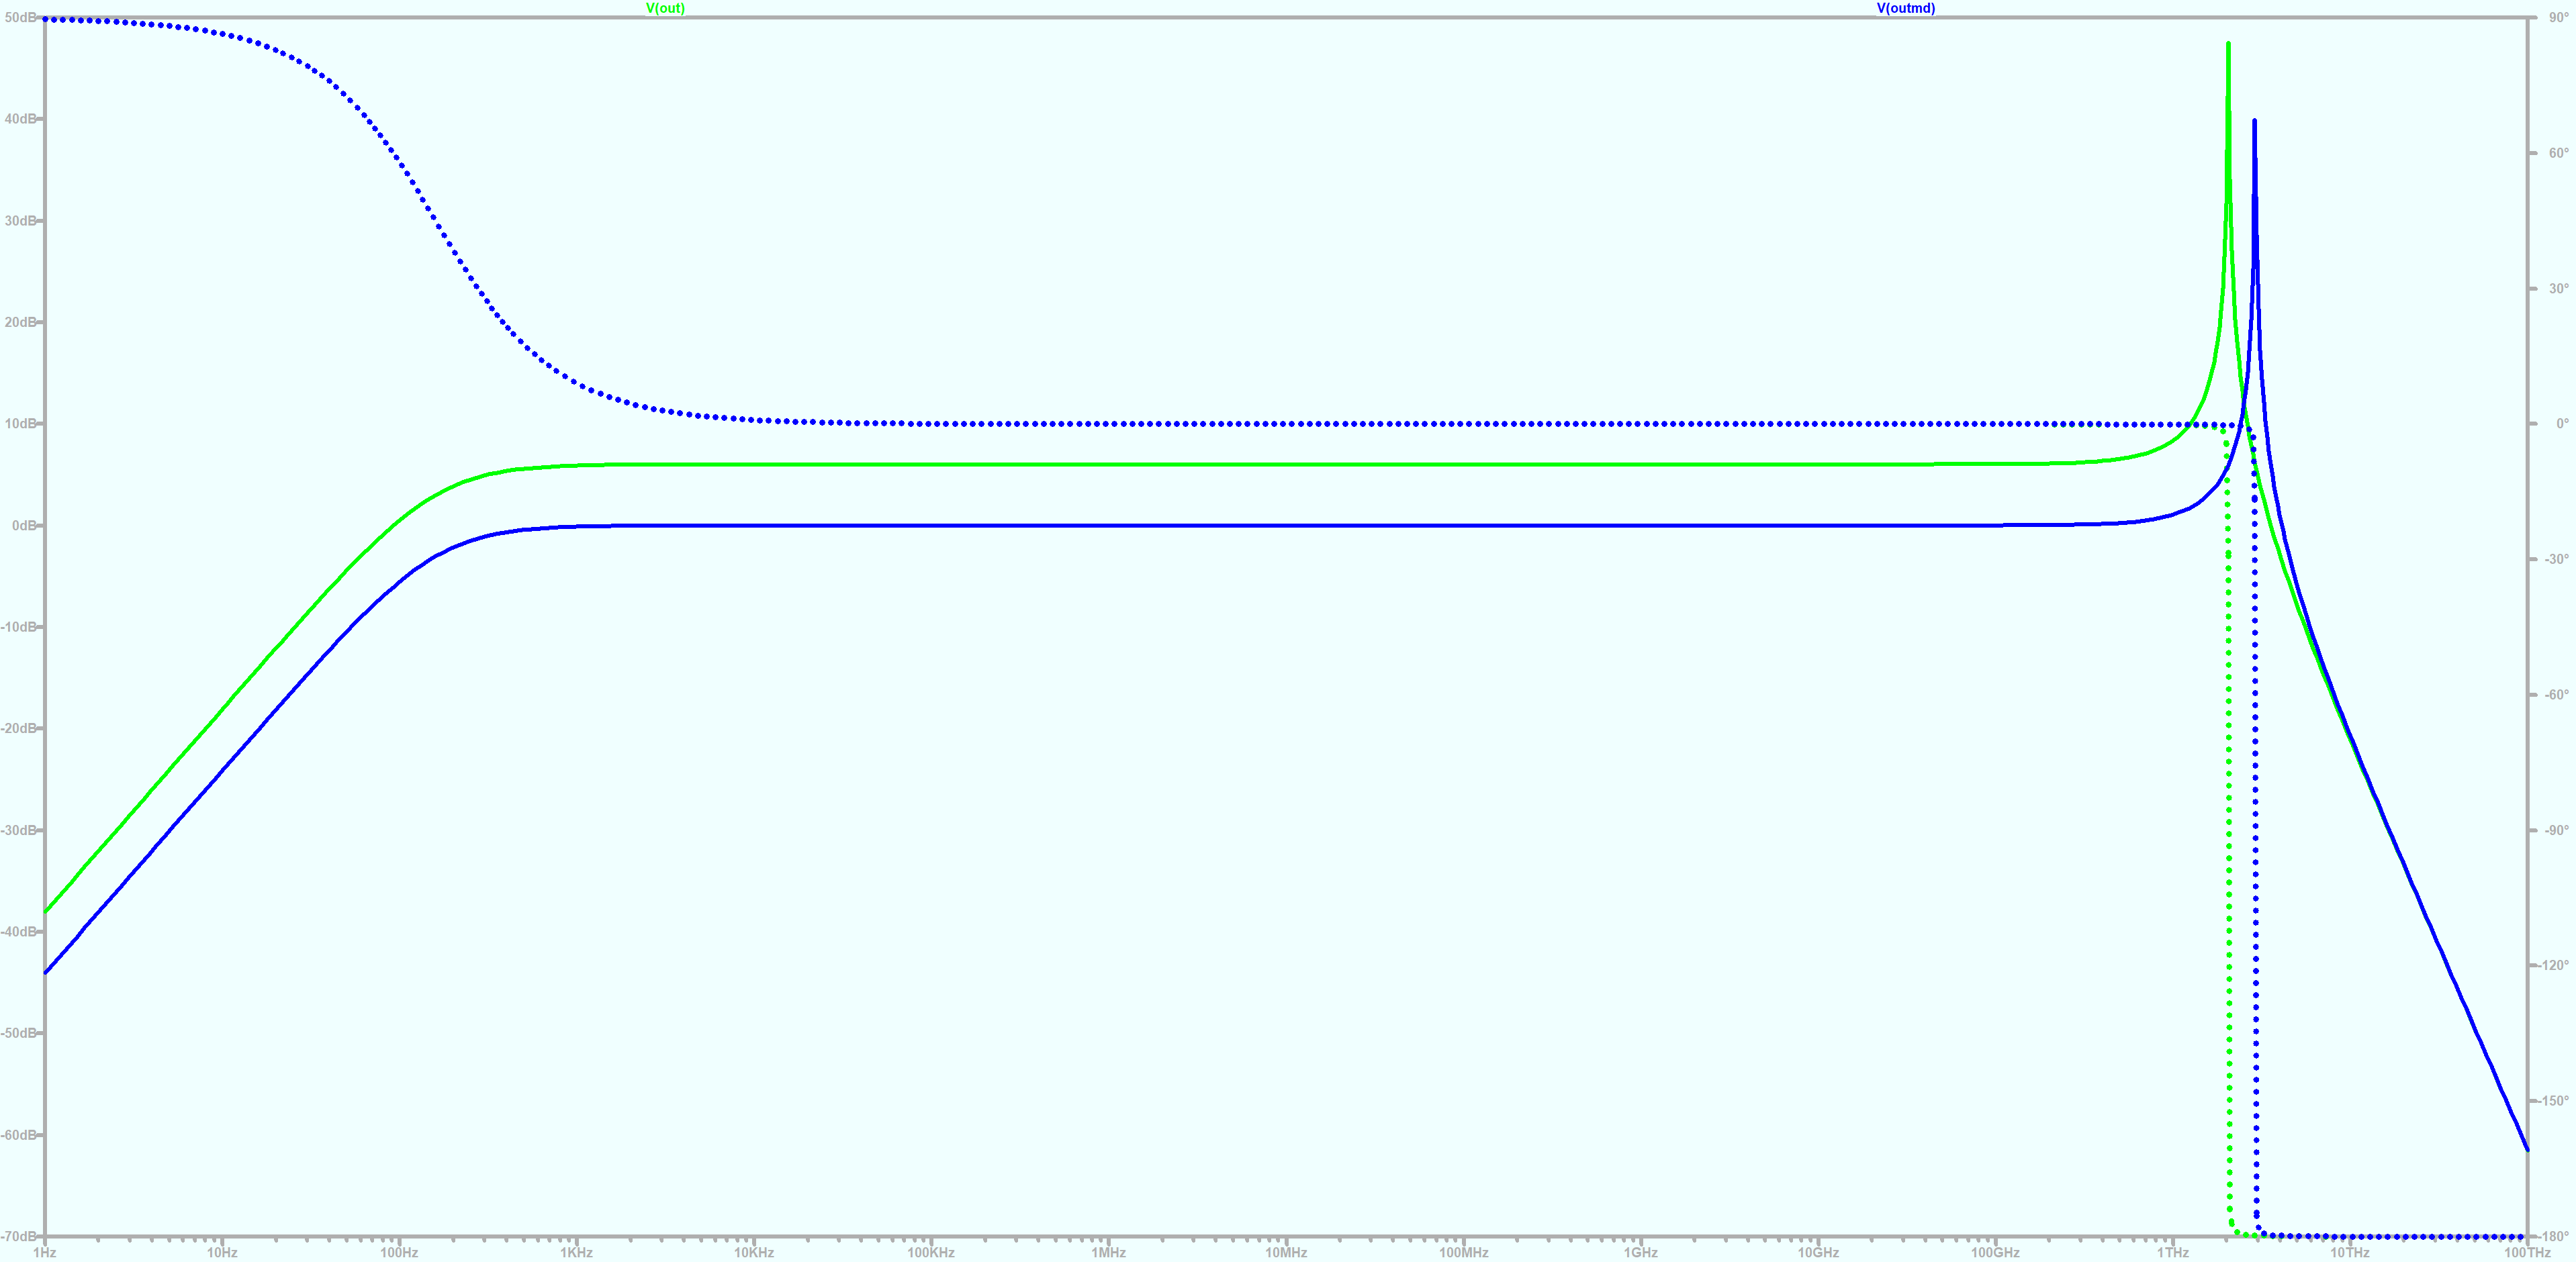 V(out) V(outmd)
50dB 90°
40dB
60°
30dB
30°
20dB
10dB 0°
0dB
-30°
-10dB
-60°
-20dB
-30dB -90°
-40dB
-120°
-50dB
-150°
-60dB
-70dB -180°
1Hz 10Hz 100Hz 1KHz 10KHz 100KHz 1MHz 10MHz 100MHz 1GHz 10GHz 100GHz 1THz 10THz 100THz